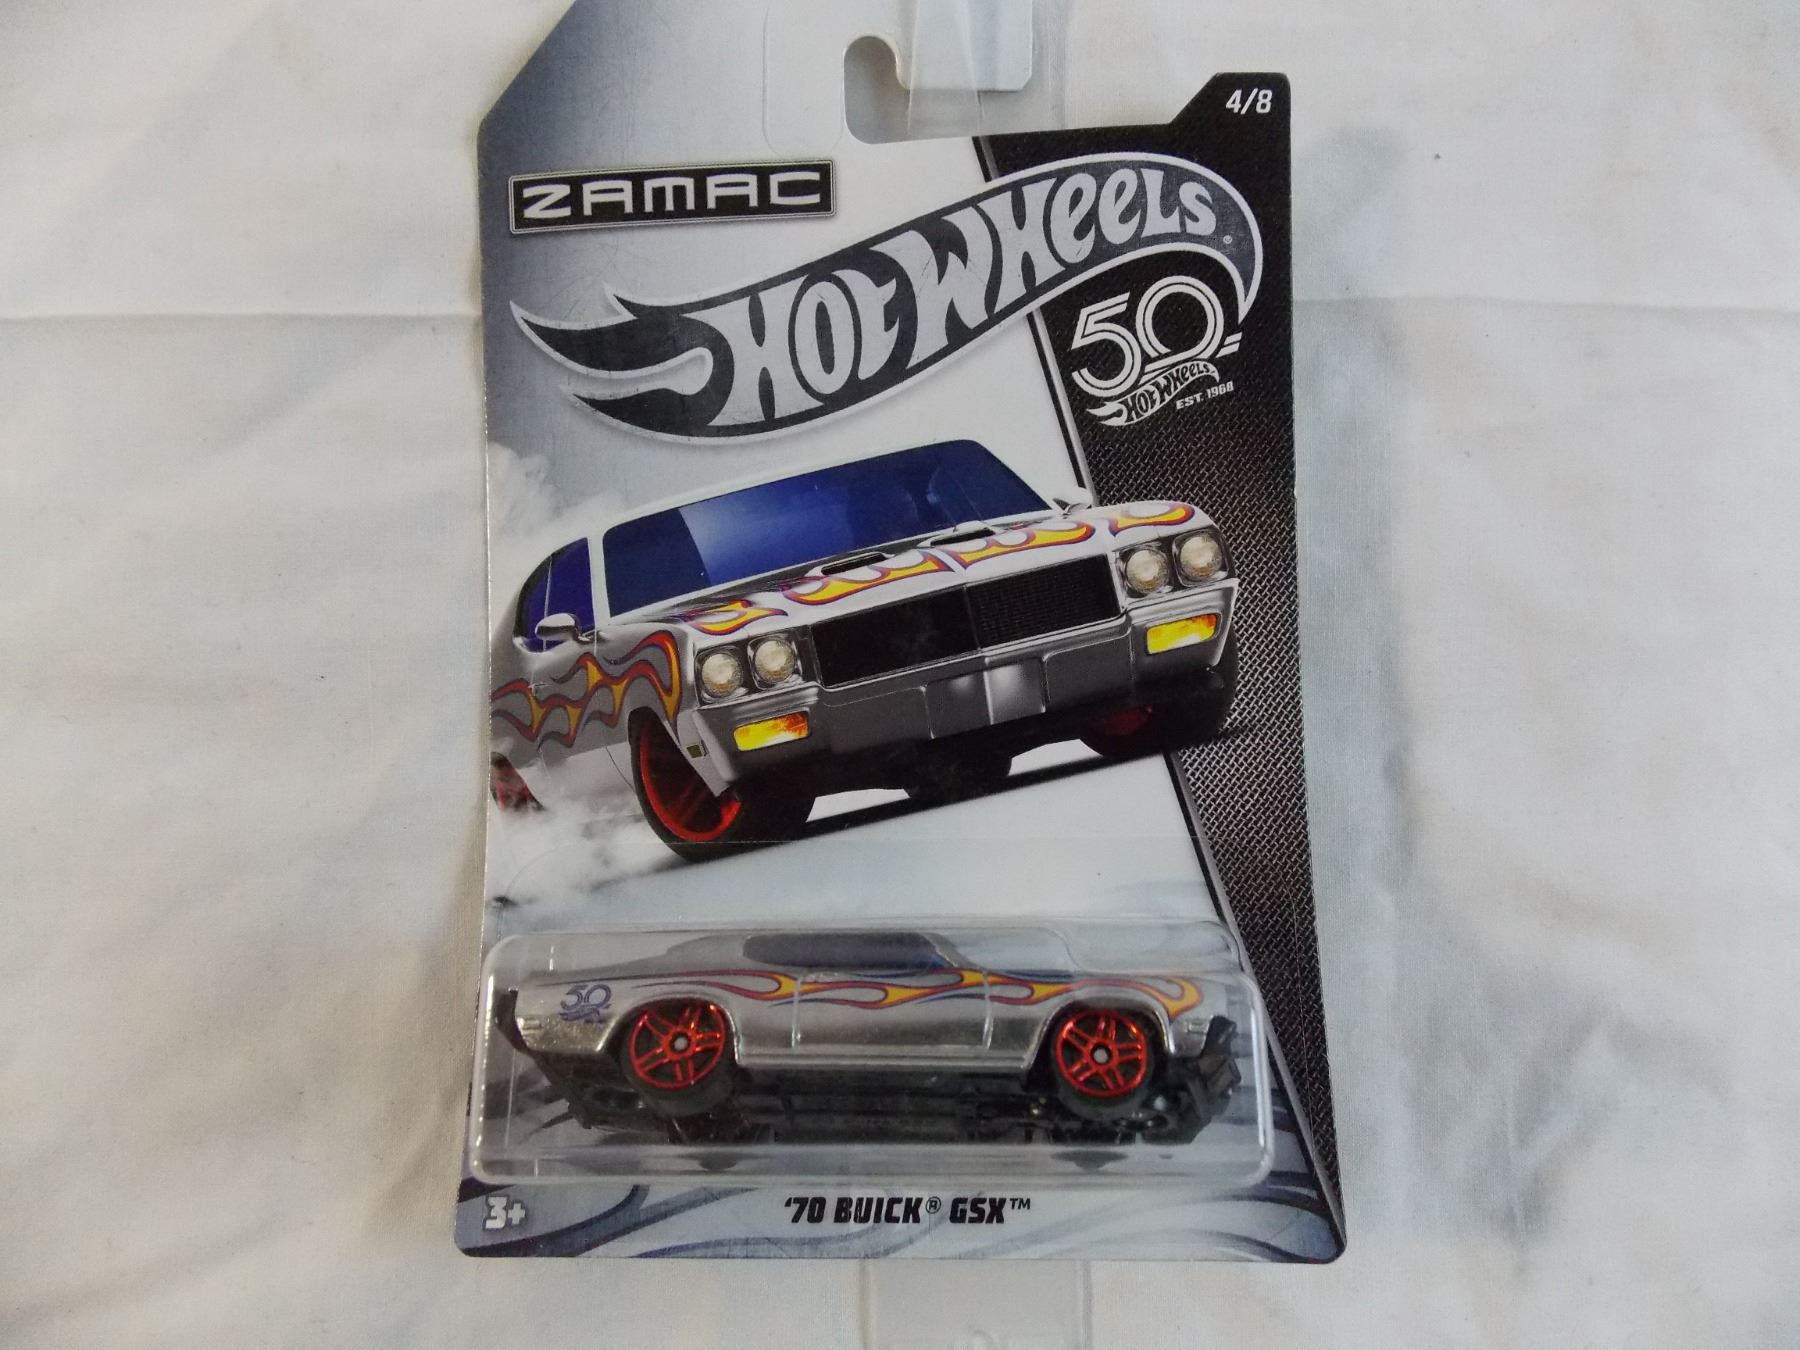 4/8
ZAMAC
HOT WHEELS®
50
HOT WHEELS®
EST. 1968
50
3+
'70 BUICK® GSX™